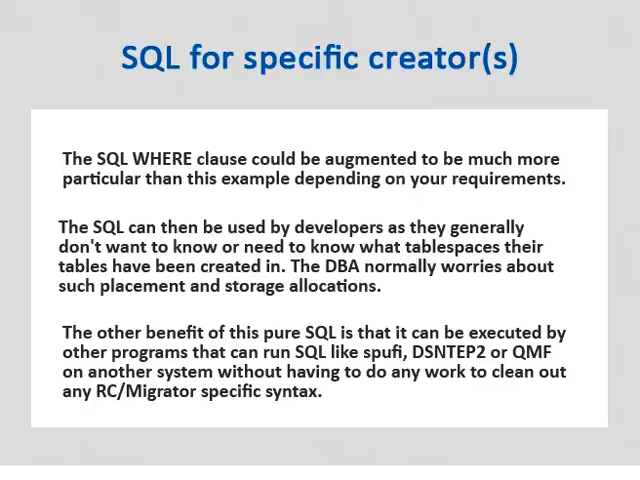 SQL for specific creator(s)
The SQL WHERE clause could be augmented to be much more
particular than this example depending on your requirements.
The SQL can then be used by developers as they generally
don't want to know or need to know what tablespaces their
tables have been created in. The DBA normally worries about
such placement and storage allocations.
The other benefit of this pure SQL is that it can be executed by
other programs that can run SQL like spufi, DSNTEP2 or QMF
on another system without having to do any work to clean out
any RC/Migrator specific syntax.